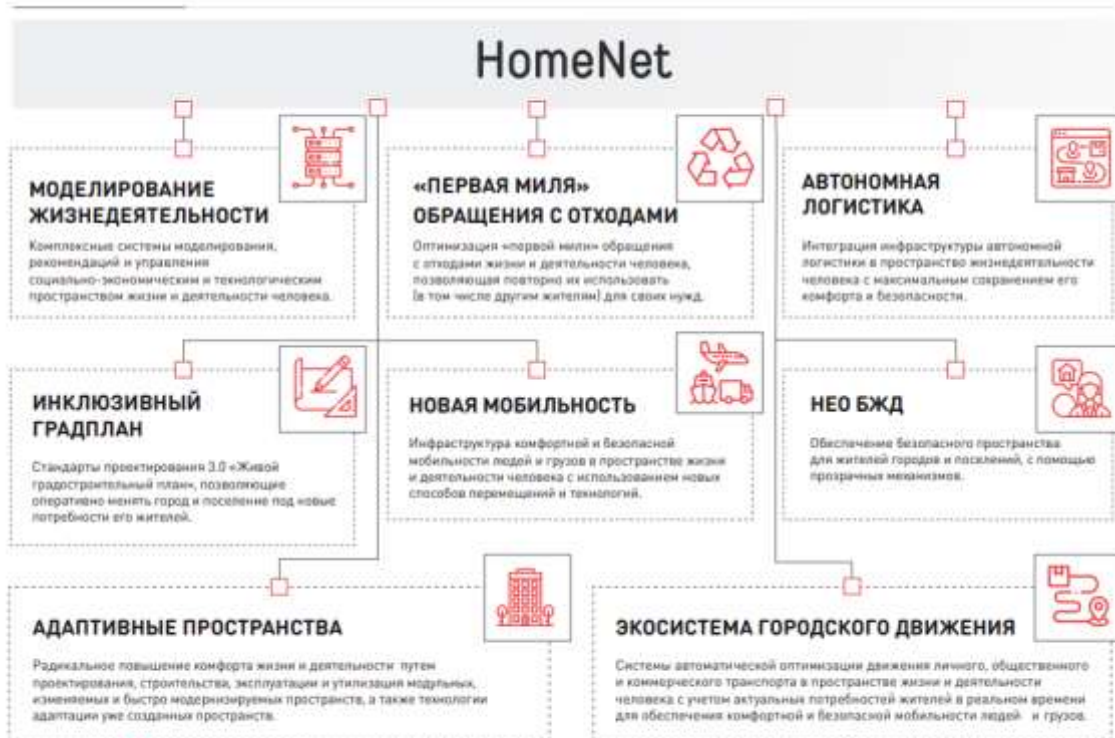 HomeNet
МОДЕЛИРОВАНИЕ
ЖИЗНЕДЕЯТЕЛЬНОСТИ
Комплексные системы моделирования,
рекомендаций и управления
социально-экономическим и технологическим
пространством жизни и деятельности человека.
«ПЕРВАЯ МИЛЯ»
ОБРАЩЕНИЯ С ОТХОДАМИ
Оптимизация «первой мили» обращения
с отходами жизни и деятельности человека,
позволяющая повторно их использовать
(в том числе другим жителям) для своих нужд.
АВТОНОМНАЯ
ЛОГИСТИКА
Интеграция инфраструктуры автономной
логистики в пространство жизнедеятельности
человека с максимальным сохранением его
комфорта и безопасности.
ИНКЛЮЗИВНЫЙ
ГРАДПЛАН
Стандарты проектирования 3.0 «Живой
градостроительный план», позволяющие
оперативно менять город и поселение под новые
потребности его жителей.
НОВАЯ МОБИЛЬНОСТЬ
Инфраструктура комфортной и безопасной
мобильности людей и грузов в пространстве жизни
и деятельности человека с использованием новых
способов перемещений и технологий.
НЕО БЖД
Обеспечение безопасного пространства
для жителей городов и поселений, с помощью
прозрачных механизмов.
АДАПТИВНЫЕ ПРОСТРАНСТВА
Радикальное повышение комфорта жизни и деятельности путем
проектирования, строительства, эксплуатации и утилизация модульных,
изменяемых и быстро модернизируемых пространств, а также технологии
адаптации уже созданных пространств.
ЭКОСИСТЕМА ГОРОДСКОГО ДВИЖЕНИЯ
Системы автоматической оптимизации движения личного, общественного
и коммерческого транспорта в пространстве жизни и деятельности
человека с учетом актуальных потребностей жителей в реальном времени
для обеспечения комфортной и безопасной мобильности людей и грузов.